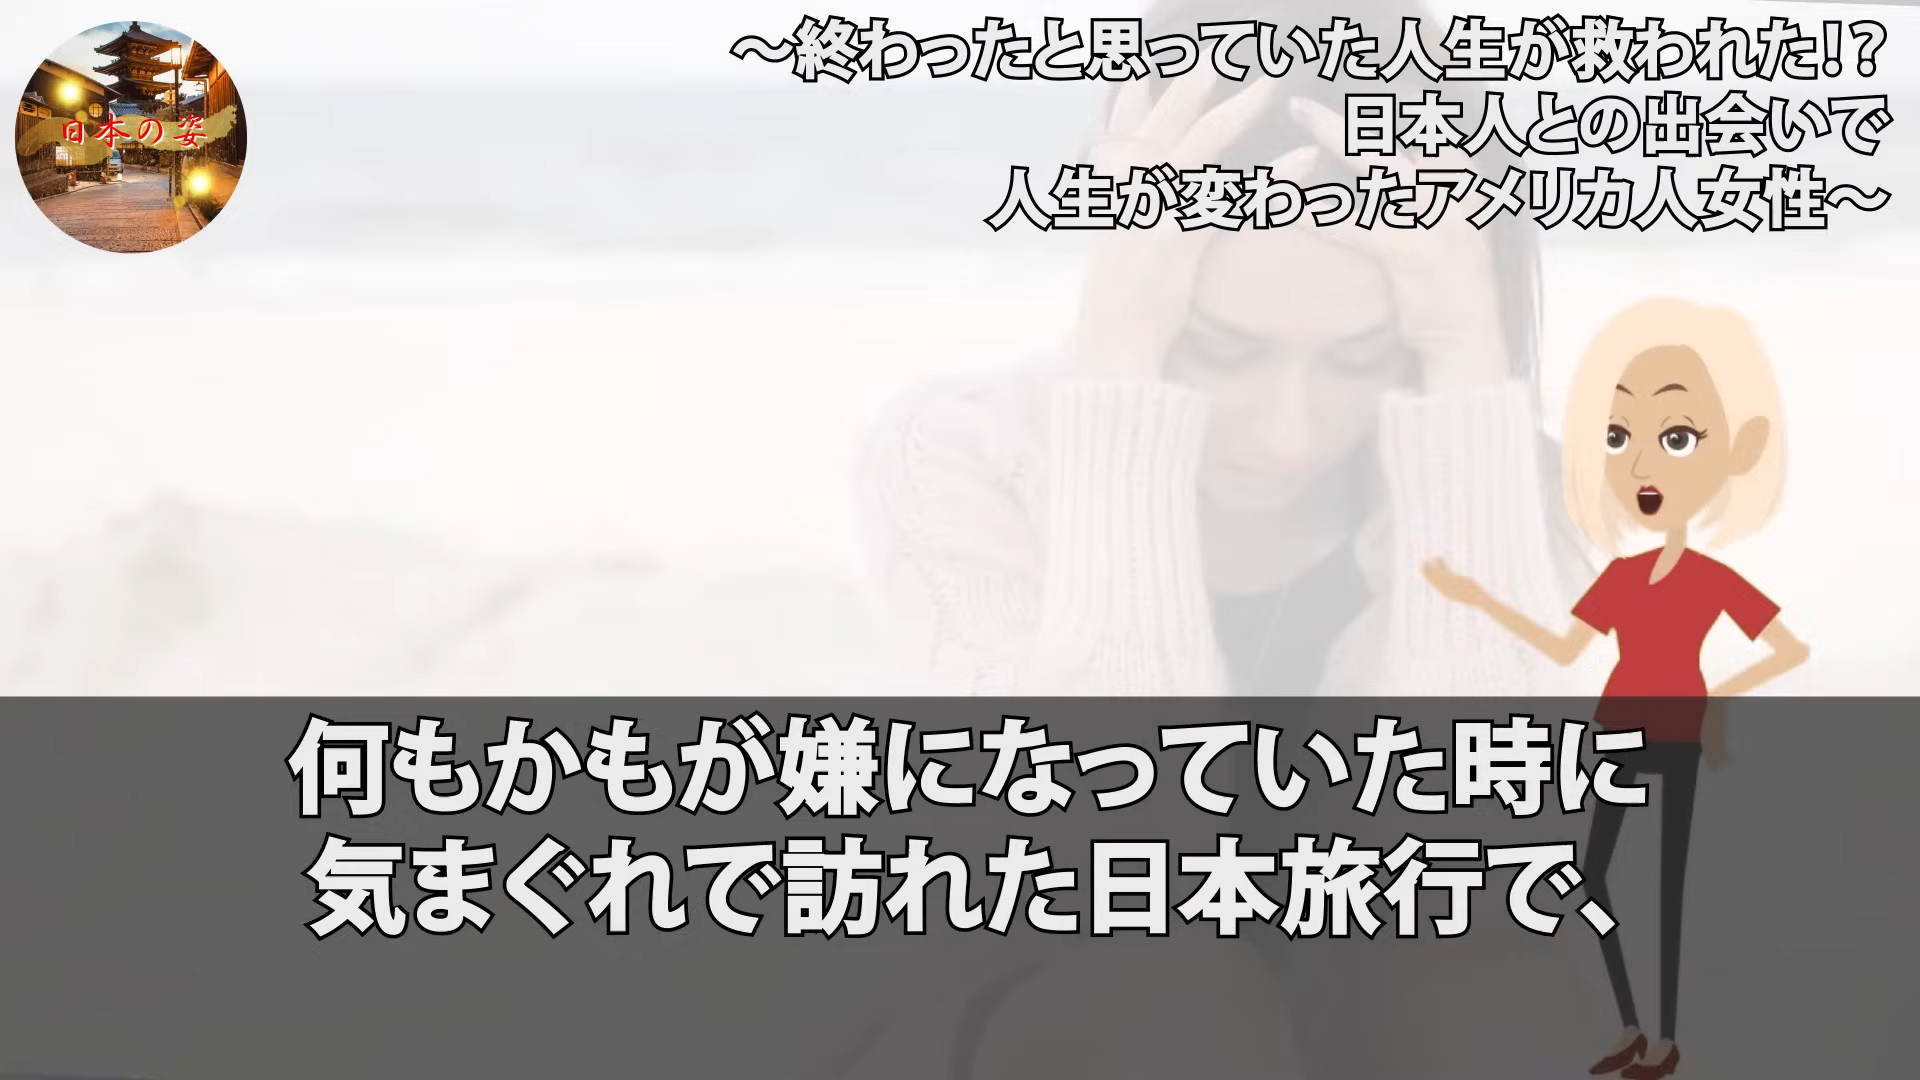 日本の姿
～終わったと思っていた人生が救われた!?
日本人との出会いで
人生が変わったアメリカ人女性～
何もかもが嫌になっていた時に
気まぐれで訪れた日本旅行で、